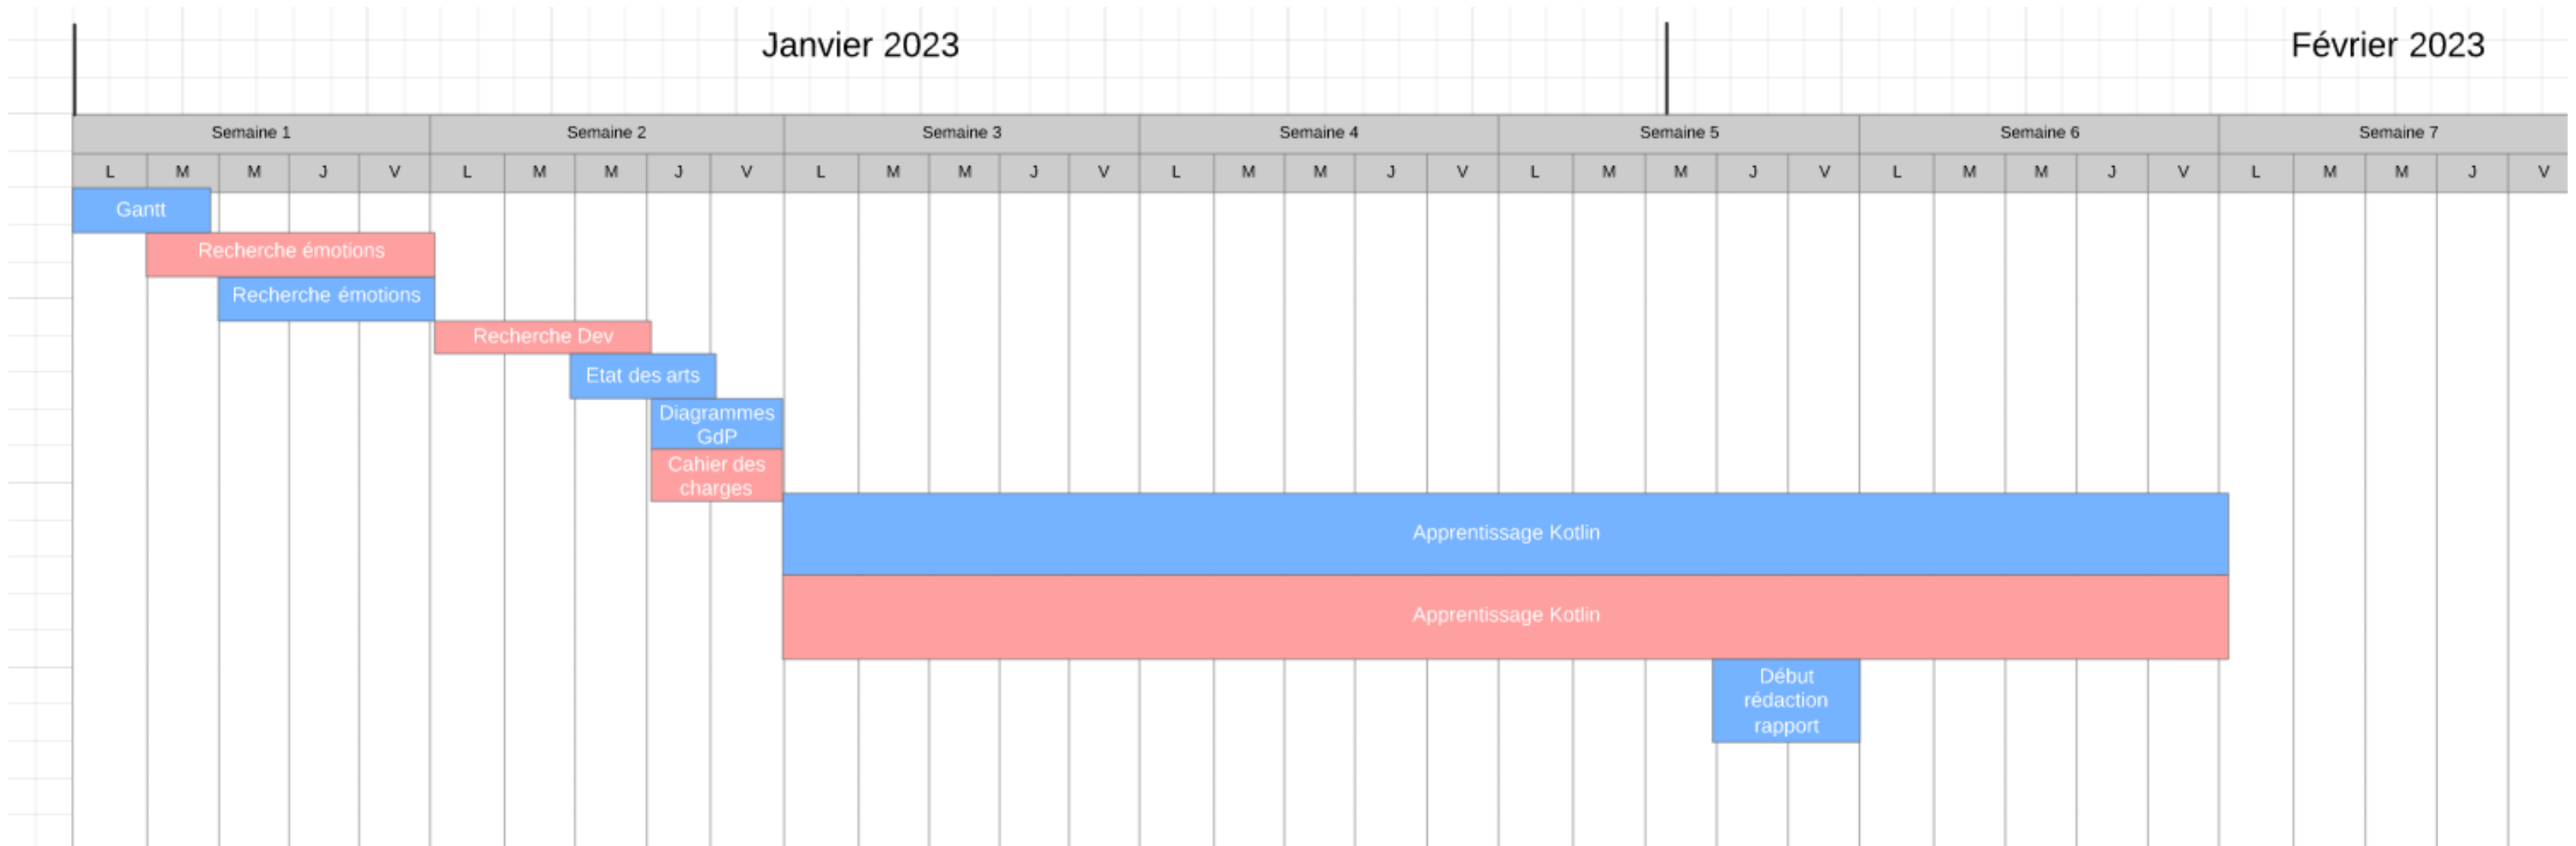 Janvier 2023 Février 2023
Semaine 1 Semaine 2 Semaine 3 Semaine 4 Semaine 5 Semaine 6 Semaine 7
L M M J V L M M J V L M M J V L M M J V L M M J V L M M J V L M M J V
Gantt
Recherche émotions
Recherche émotions
Recherche Dev
Etat des arts
Diagrammes
GdP
Cahier des
charges
Apprentissage Kotlin
Apprentissage Kotlin
Début
rédaction
rapport